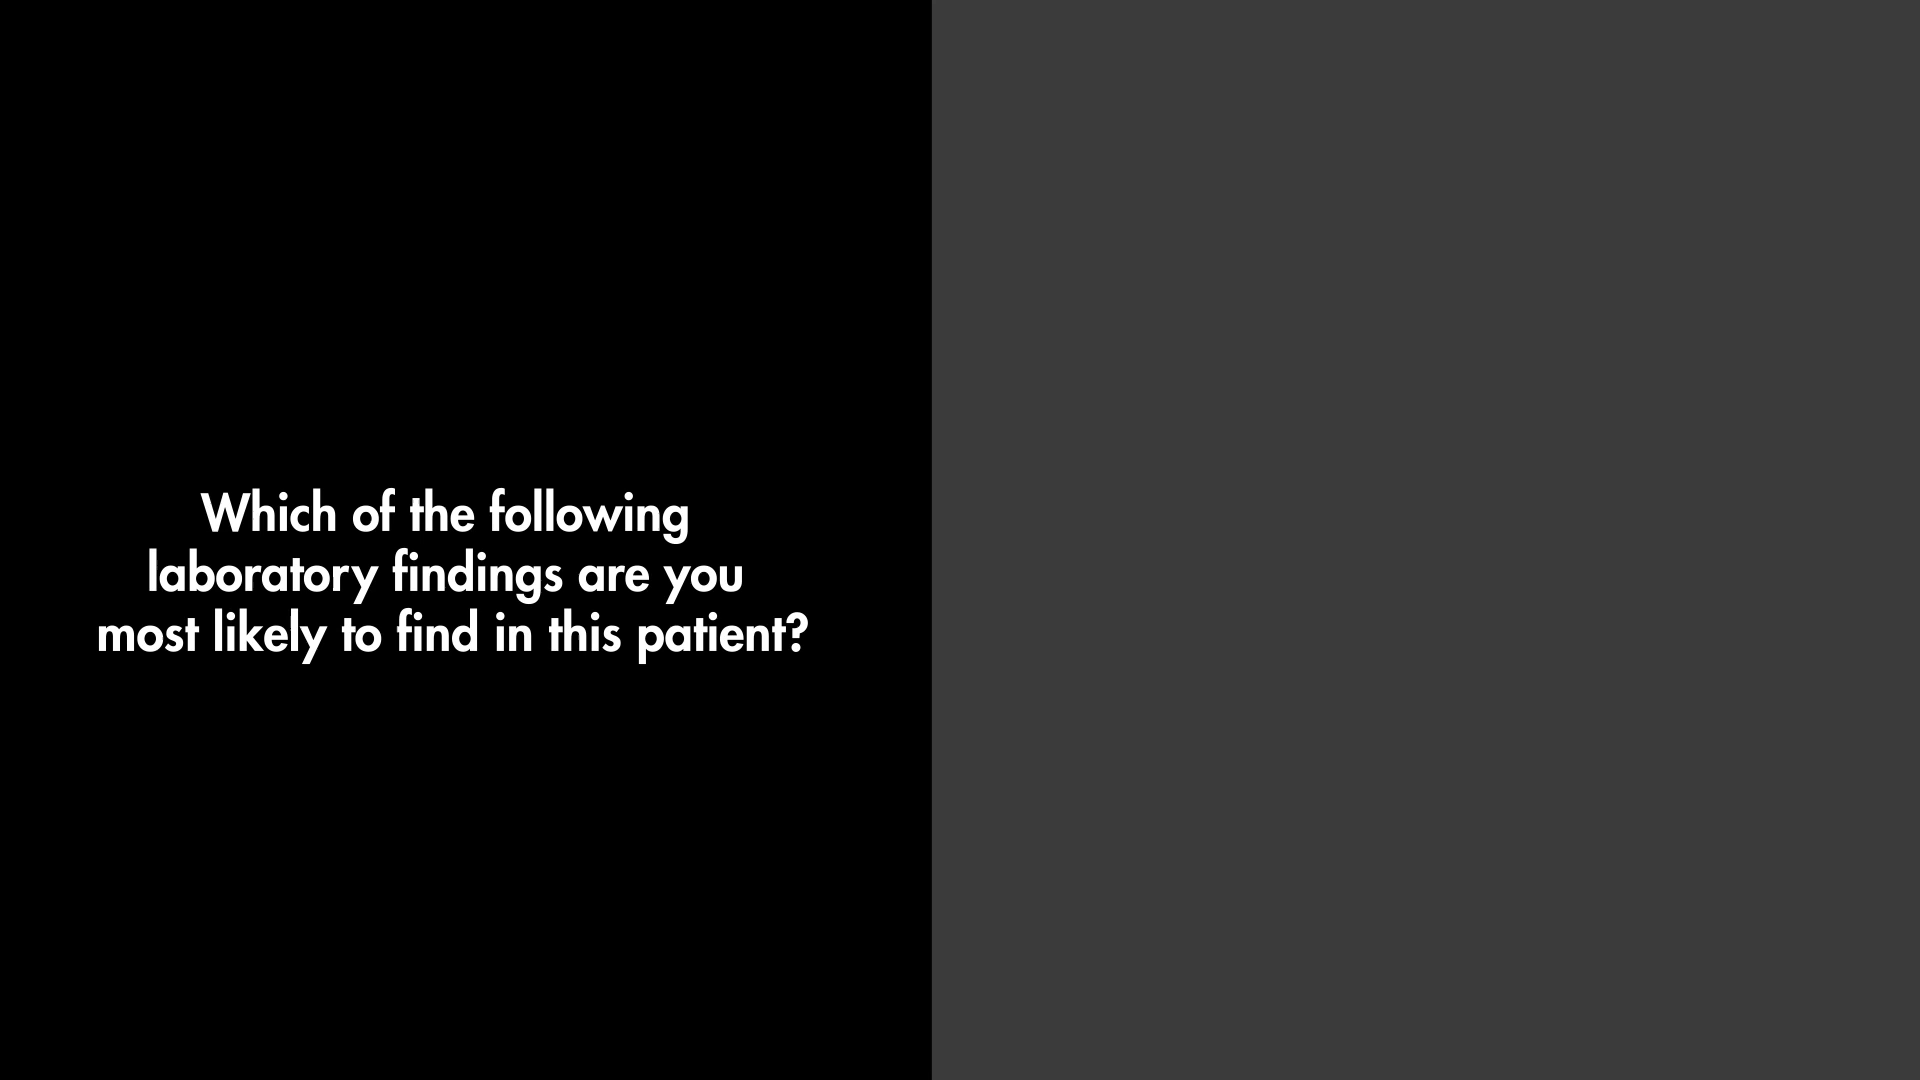 Which of the following
laboratory findings are you
most likely to find in this patient?